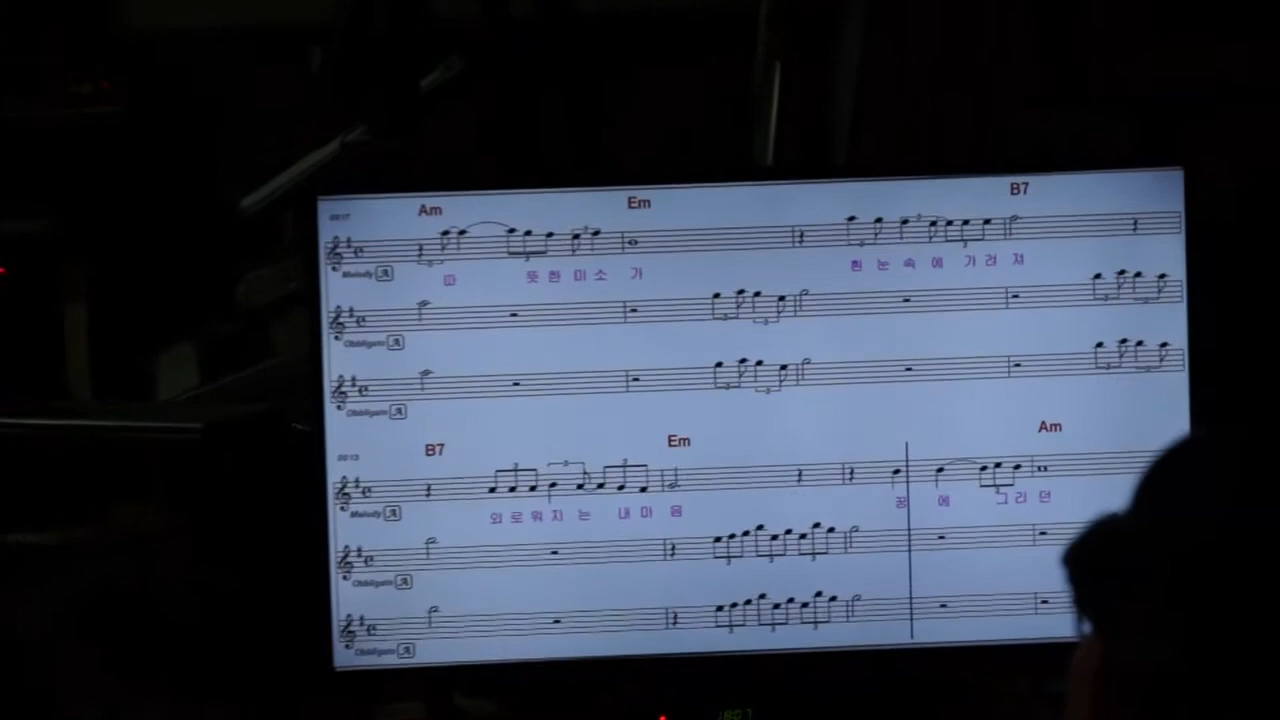 Am Em B7
Melody A
따 뜻 한 미 소 가 흰 눈 속 에 가 려 져
Obbligato A
Obbligato A
B7 Em Am
Melody A
외 로 워 지 는 내 마 음 꿈 에 그 리 던
Obbligato A
Obbligato A